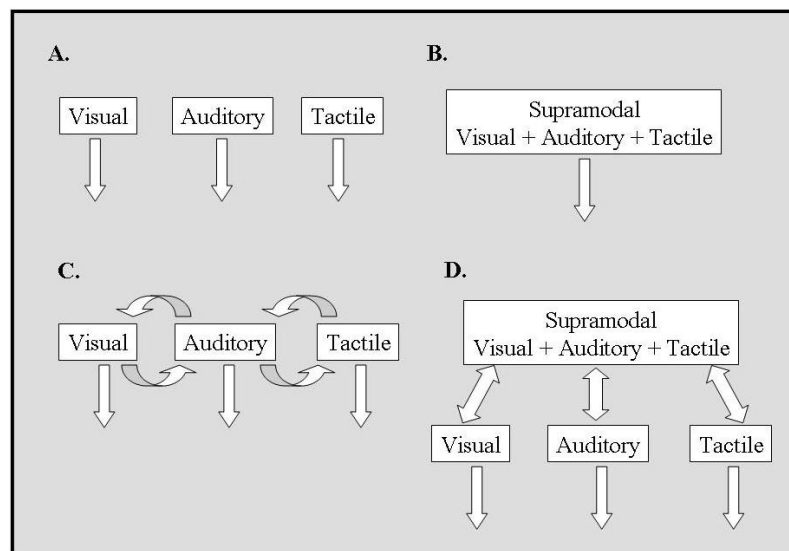 A.
Visual Auditory Tactile
B.
Supramodal
Visual + Auditory + Tactile
C.
Visual Auditory Tactile
D.
Supramodal
Visual + Auditory + Tactile
Visual Auditory Tactile